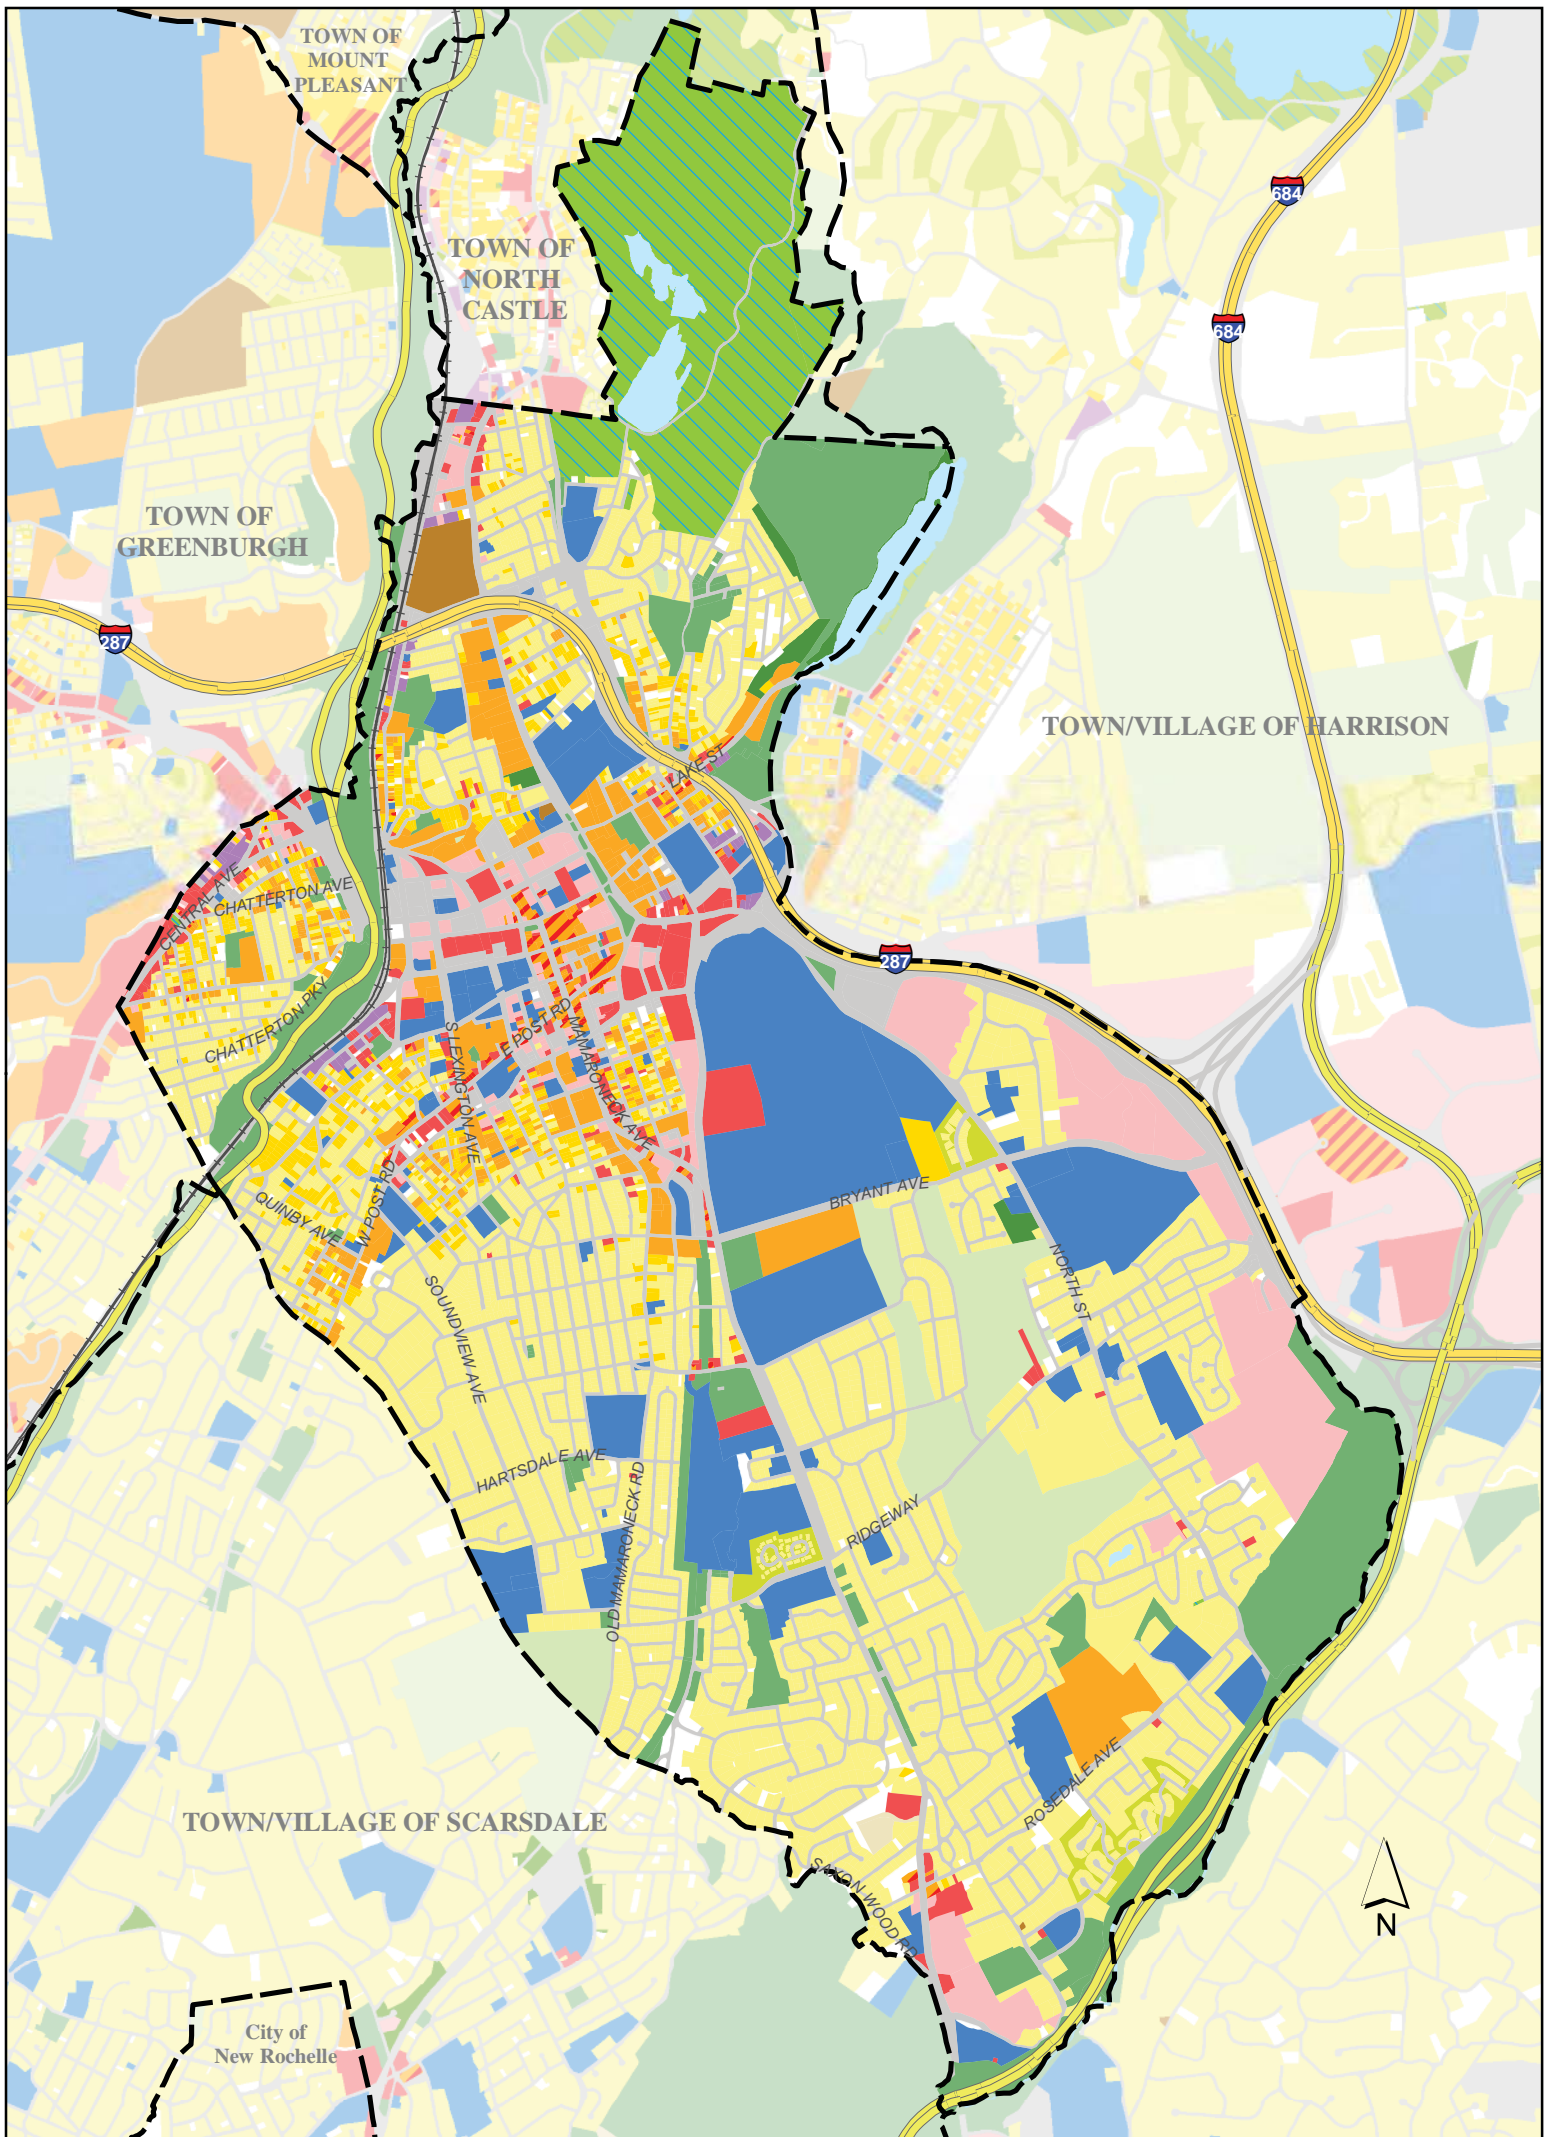 TOWN OF
MOUNT
PLEASANT
684
TOWN OF
NORTH
CASTLE
684
TOWN OF
GREENBURGH
287
TOWN/VILLAGE OF HARRISON
LAKE ST
CENTRAL AVE
CHATTERTON AVE
287
CHATTERTON PKY
S LEXINGTON AVE
E POST RD
MAMARONECK AVE
BRYANT AVE
QUINBY AVE
W POST RD
NORTH ST
SOUNDVIEW AVE
HARTSDALE AVE
OLD MAMARONECK RD
RIDGEWAY
ROSEDALE AVE
TOWN/VILLAGE OF SCARSDALE
SAXON WOOD RD
N
City of
New Rochelle